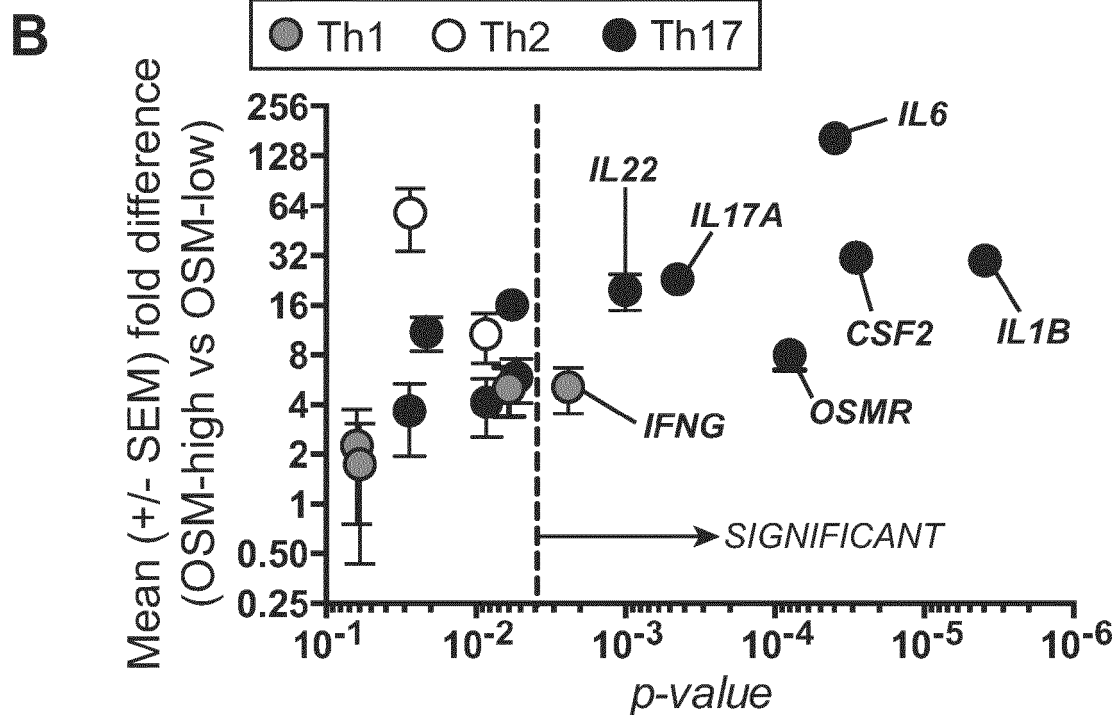 B
Th1 Th2 Th17
Mean (+/- SEM) fold difference
(OSM-high vs OSM-low)
256
128
64
32
16
8
4
2
1
0.50
0.25
IL6
IL22
IL17A
CSF2
IL1B
OSMR
IFNG
SIGNIFICANT
10-1 10-2 10-3 10-4 10-5 10-6
p-value